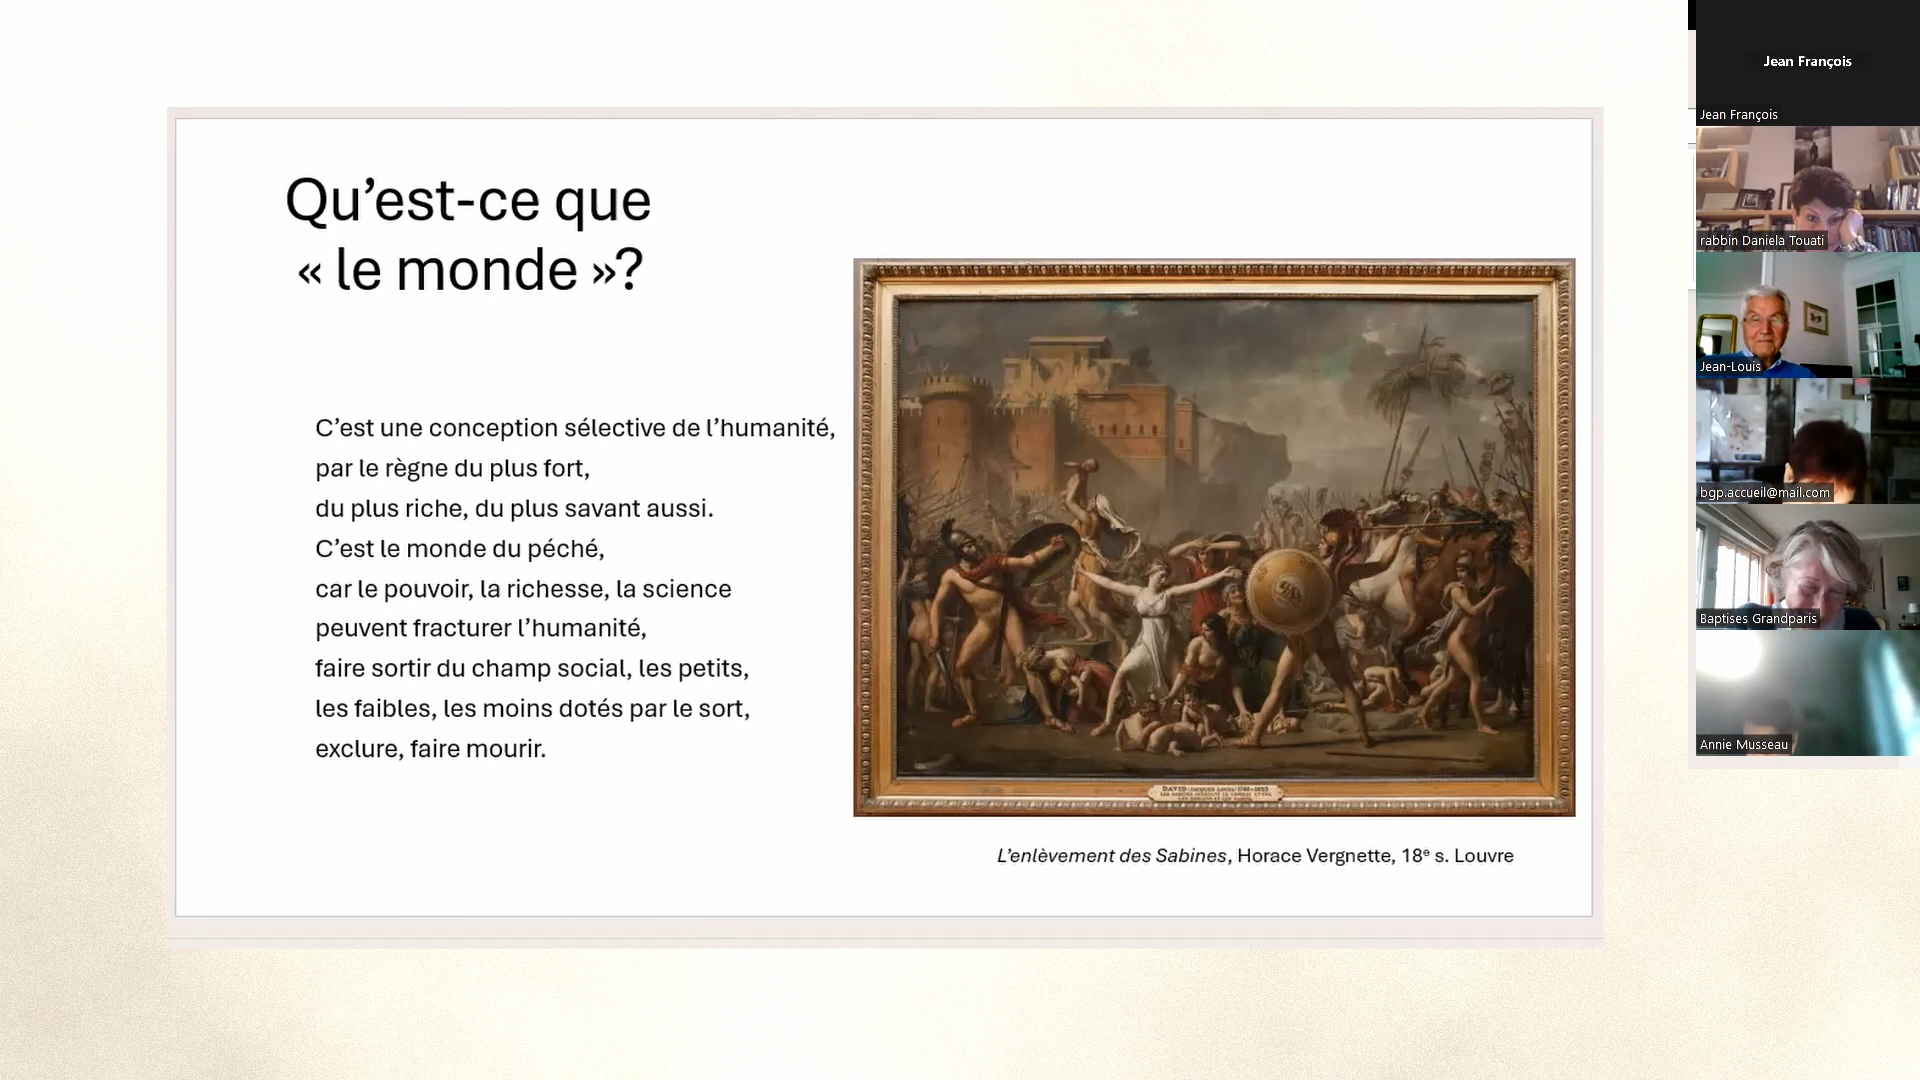 Qu’est-ce que
« le monde »?
C’est une conception sélective de l’humanité,
par le règne du plus fort,
du plus riche, du plus savant aussi.
C’est le monde du péché,
car le pouvoir, la richesse, la science
peuvent fracturer l’humanité,
faire sortir du champ social, les petits,
les faibles, les moins dotés par le sort,
exclure, faire mourir.
DAVID
L’enlèvement des Sabines, Horace Vergnette, 18e s. Louvre
Jean François
Jean François
rabbin Daniela Touati
Jean-Louis
bgp.accueil@mail.com
Baptises Grandparis
Annie Musseau